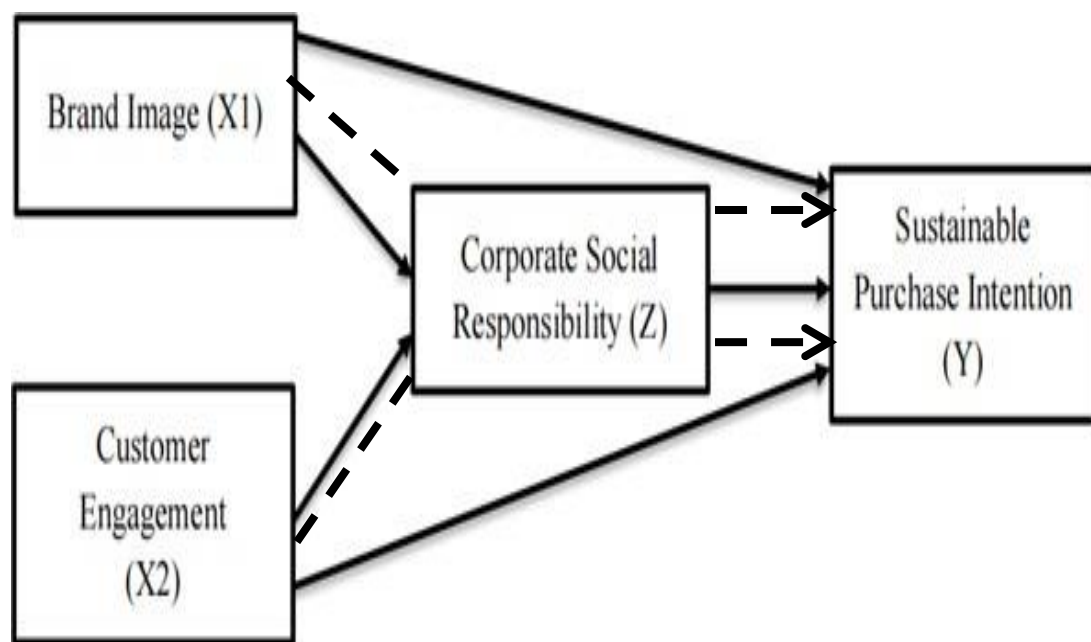 Brand Image (X1)
Corporate Social
Responsibility (Z)
Sustainable
Purchase Intention
(Y)
Customer
Engagement
(X2)